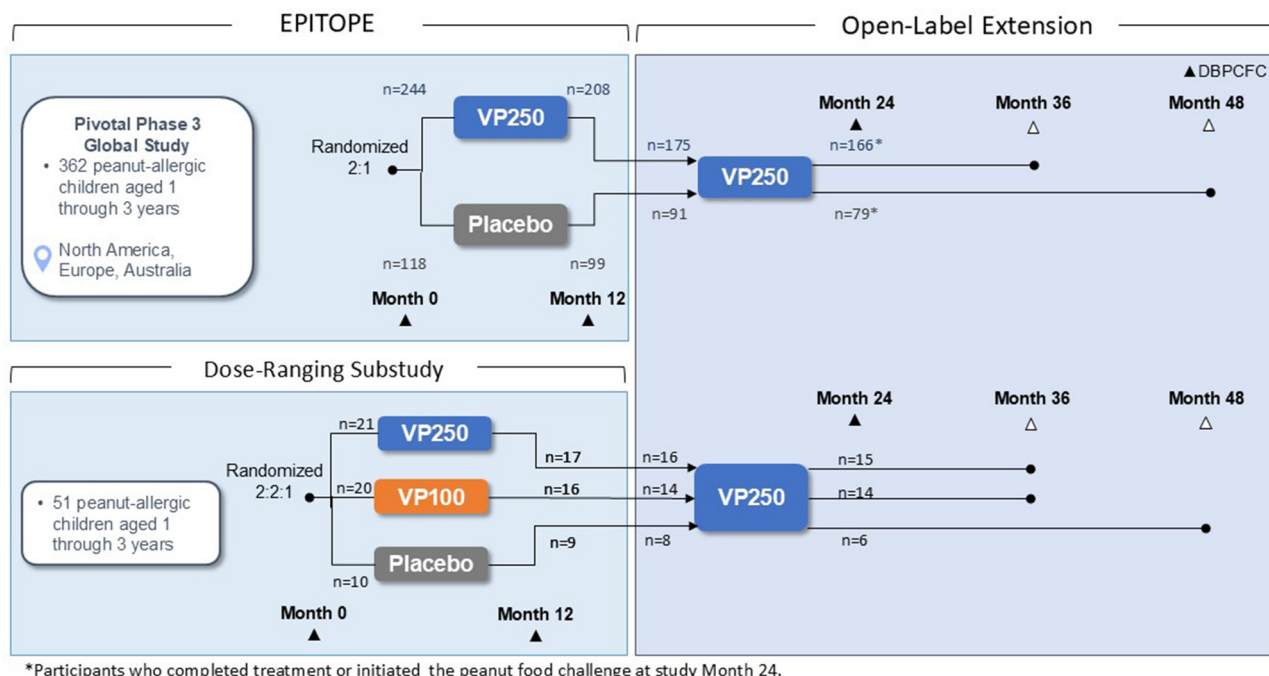 EPITOPE
Open-Label Extension
Pivotal Phase 3
Global Study
• 362 peanut-allergic
children aged 1
through 3 years
North America,
Europe, Australia
Randomized
2:1
n=244
VP250
n=208
Placebo
n=118
n=99
Month 0
▲
Month 12
▲
▲DBPCFC
Month 24
▲
Month 36
△
Month 48
△
n=175
n=91
VP250
n=166*
n=79*
Dose-Ranging Substudy
• 51 peanut-allergic
children aged 1
through 3 years
Randomized
2:2:1
n=21
VP250
n=17
n=20
VP100
n=16
Placebo
n=10
n=9
Month 0
▲
Month 12
▲
Month 24
▲
Month 36
△
Month 48
△
n=16
n=14
n=8
VP250
n=15
n=14
n=6
*Participants who completed treatment or initiated the peanut food challenge at study Month 24.